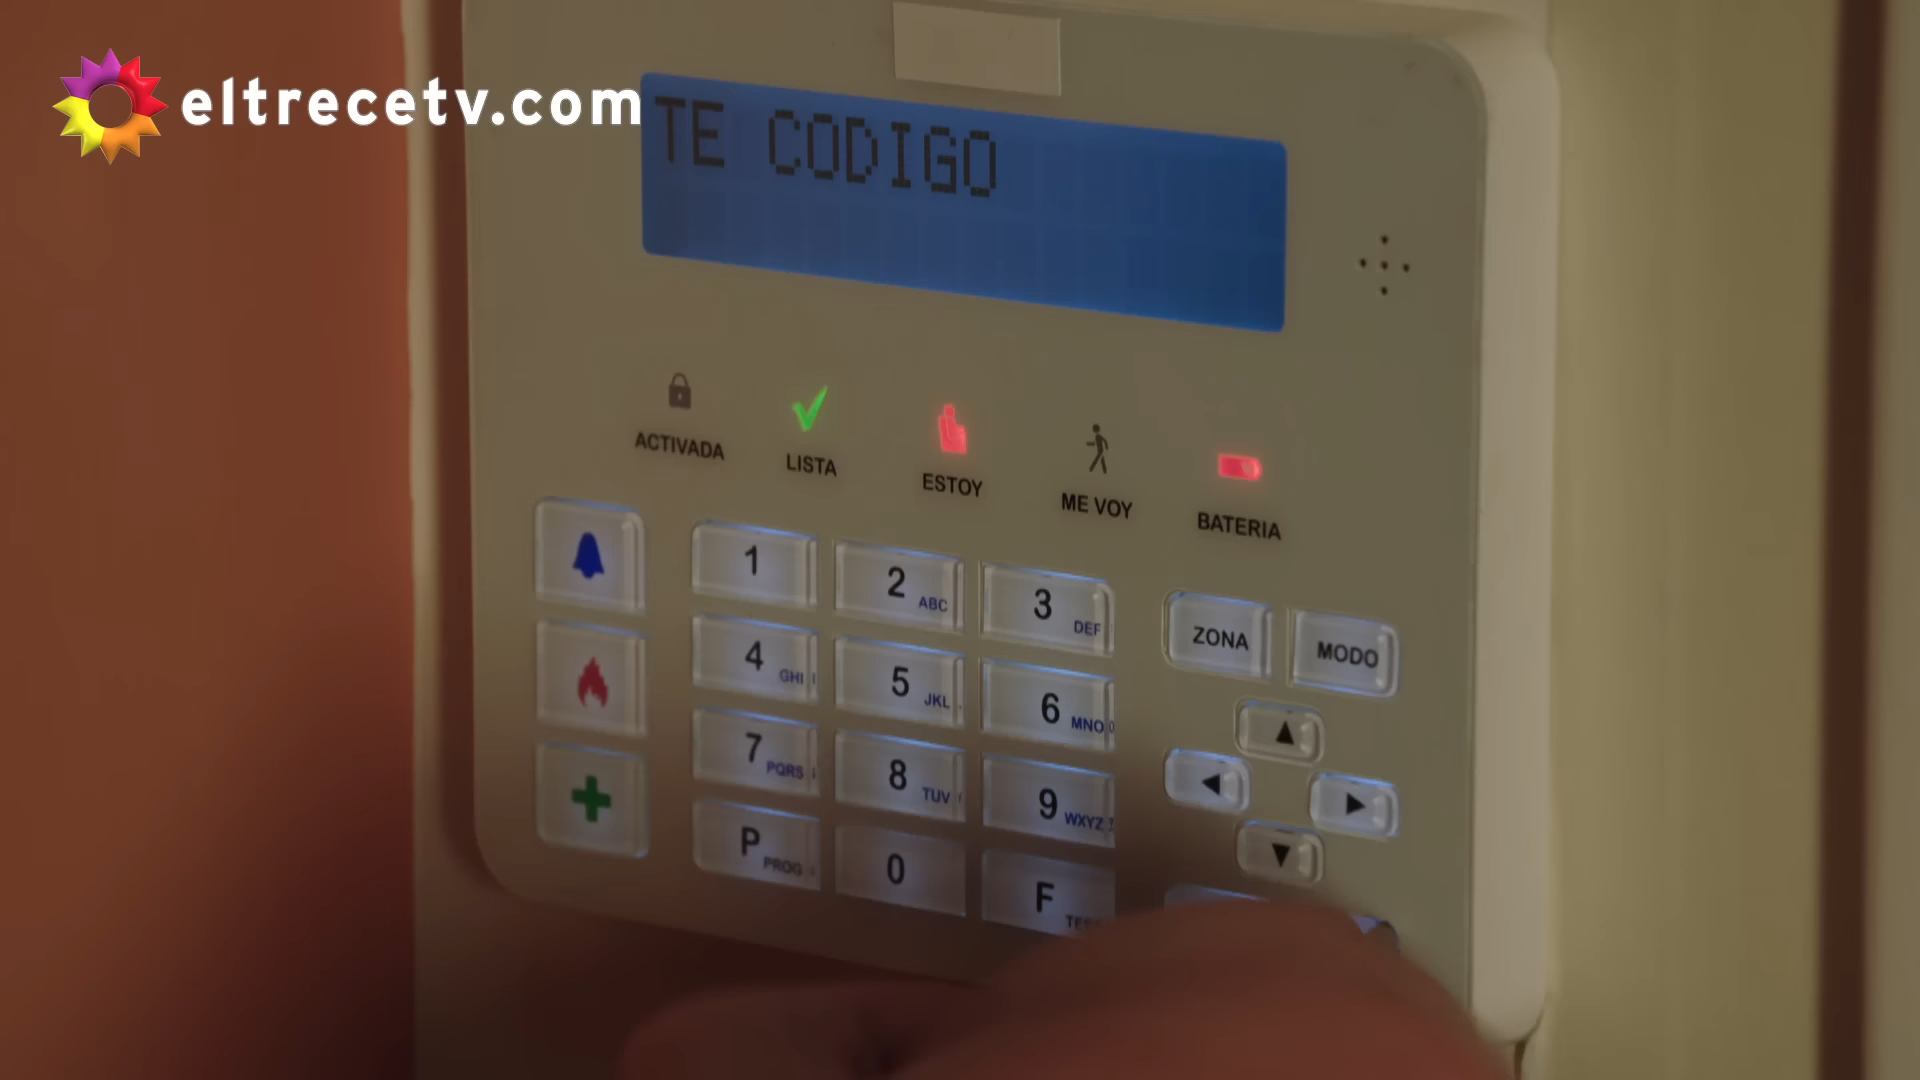 eltrecetv.com
TE CODIGO
ACTIVADA
LISTA
ESTOY
ME VOY
BATERIA
1
2 ABC
3 DEF
ZONA
MODO
4 GHI
5 JKL
6 MNO
7 PQRS
8 TUV
9 WXYZ
P PROG
0
F